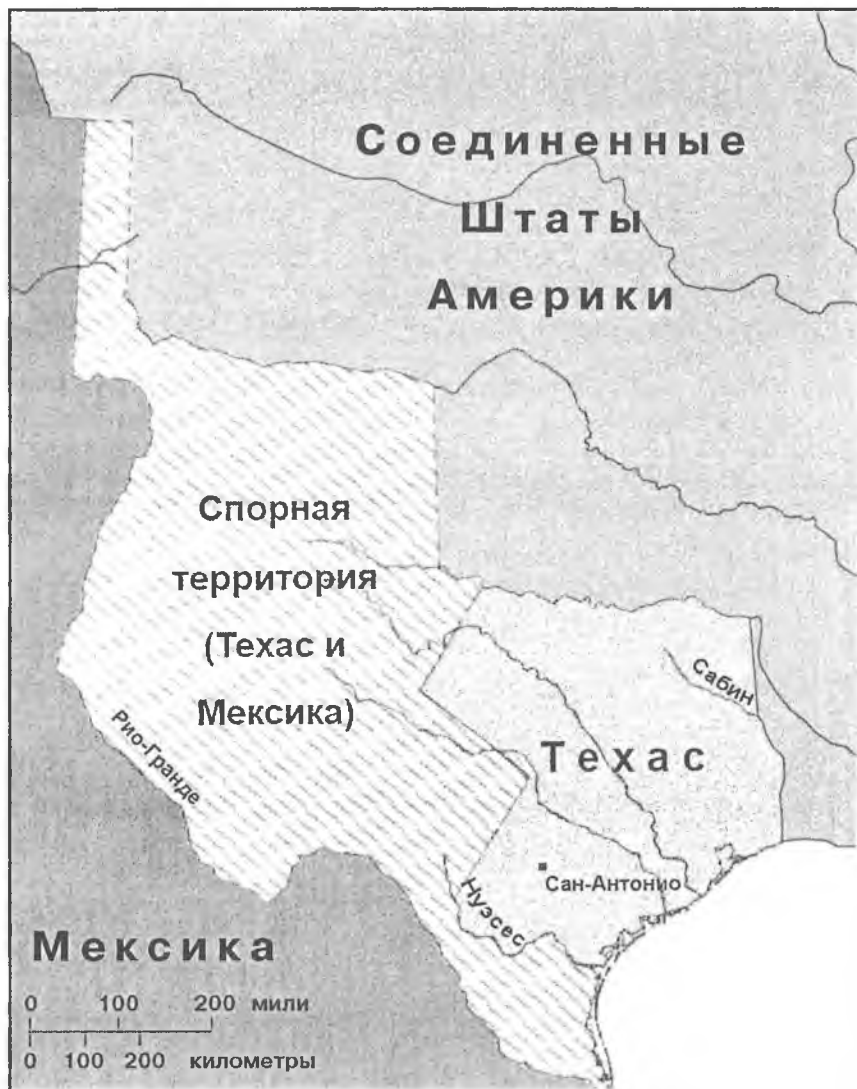 Соединенные
Штаты
Америки
Спорная
территория
(Техас и
Мексика)
Сабин
Рио-Гранде
Техас
Сан-Антонио
Нуэсес
Мексика
0 100 200 мили
0 100 200 километры